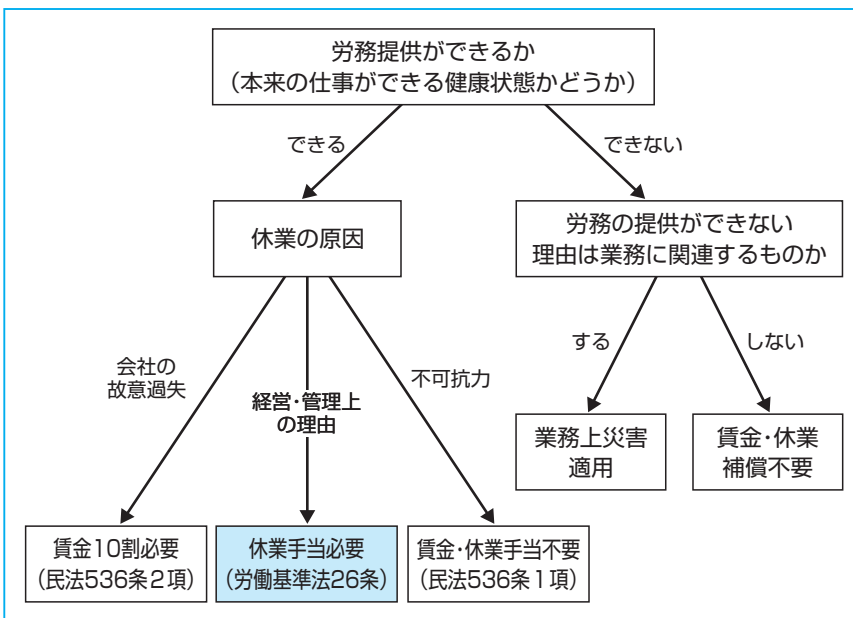 労務提供ができるか
（本来の仕事ができる健康状態かどうか）
できる
できない
休業の原因
労務の提供ができない
理由は業務に関連するものか
会社の
故意過失
経営・管理上
の理由
不可抗力
する
しない
業務上災害
適用
賃金・休業
補償不要
賃金10割必要
（民法536条2項）
休業手当必要
（労働基準法26条）
賃金・休業手当不要
（民法536条1項）